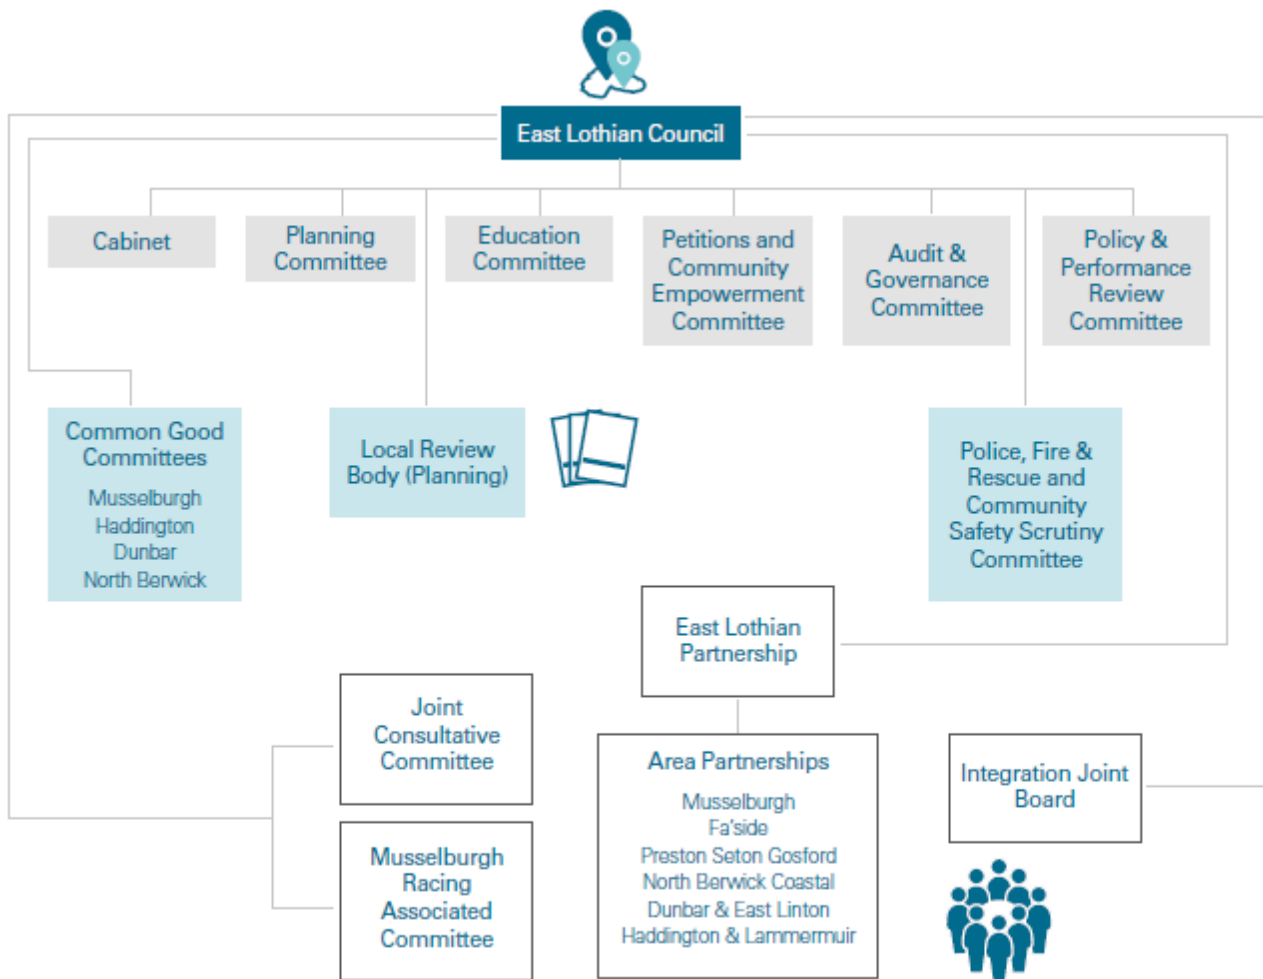 East Lothian Council
Cabinet
Planning
Committee
Education
Committee
Petitions and
Community
Empowerment
Committee
Audit &
Governance
Committee
Policy &
Performance
Review
Committee
Common Good
Committees
Musselburgh
Haddington
Dunbar
North Berwick
Local Review
Body (Planning)
Police, Fire &
Rescue and
Community
Safety Scrutiny
Committee
East Lothian
Partnership
Joint
Consultative
Committee
Area Partnerships
Musselburgh
Fa'side
Preston Seton Gosford
North Berwick Coastal
Dunbar & East Linton
Haddington & Lammermuir
Integration Joint
Board
Musselburgh
Racing
Associated
Committee